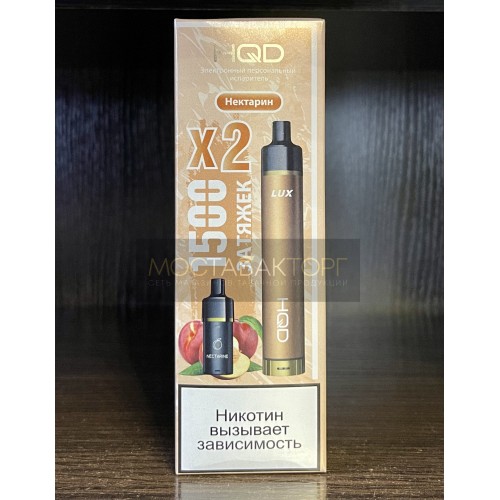 HQD
Электронный персональный
испаритель
Нектарин
1500 X2
ЗАТЯЖЕК
LUX
HQD
NECTARINE
МОСТАБАКТОРГ
Никотин
вызывает
зависимость